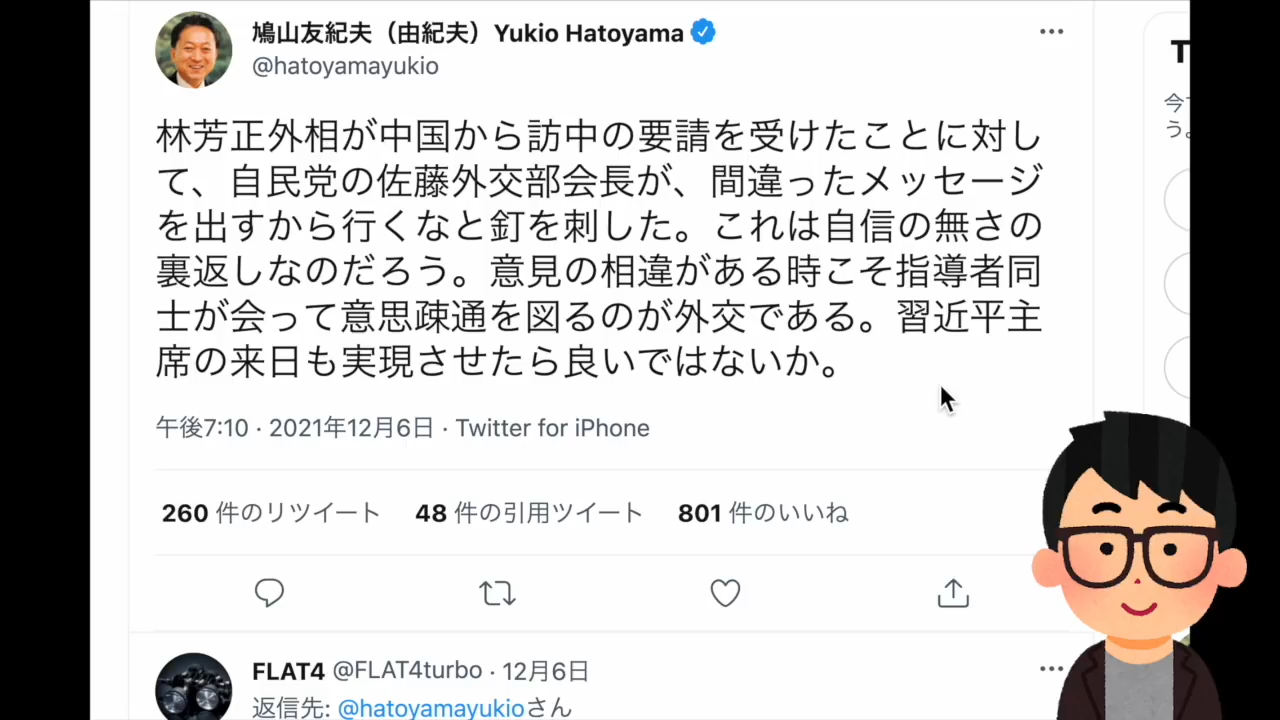 鳩山友紀夫（由紀夫）Yukio Hatoyama
@hatoyamayukio
林芳正外相が中国から訪中の要請を受けたことに対し
て、自民党の佐藤外交部会長が、間違ったメッセージ
を出すから行くなと釘を刺した。これは自信の無さの
裏返しなのだろう。意見の相違がある時こそ指導者同
士が会って意思疎通を図るのが外交である。習近平主
席の来日も実現させたら良いではないか。
午後7:10 · 2021年12月6日 · Twitter for iPhone
260 件のリツイート 48 件の引用ツイート 801 件のいいね
FLAT4 @FLAT4turbo · 12月6日
返信先: @hatoyamayukioさん
T
今
う。